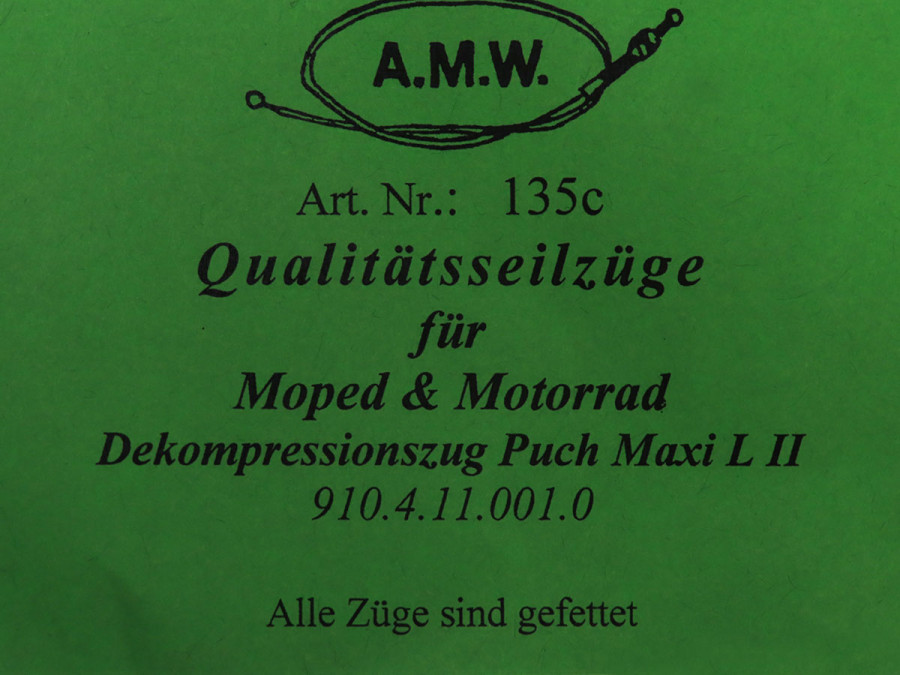 A.M.W.
Art. Nr.: 135c
Qualitätsseilzüge
für
Moped & Motorrad
Dekompressionszug Puch Maxi L II
910.4.11.001.0
Alle Züge sind gefettet